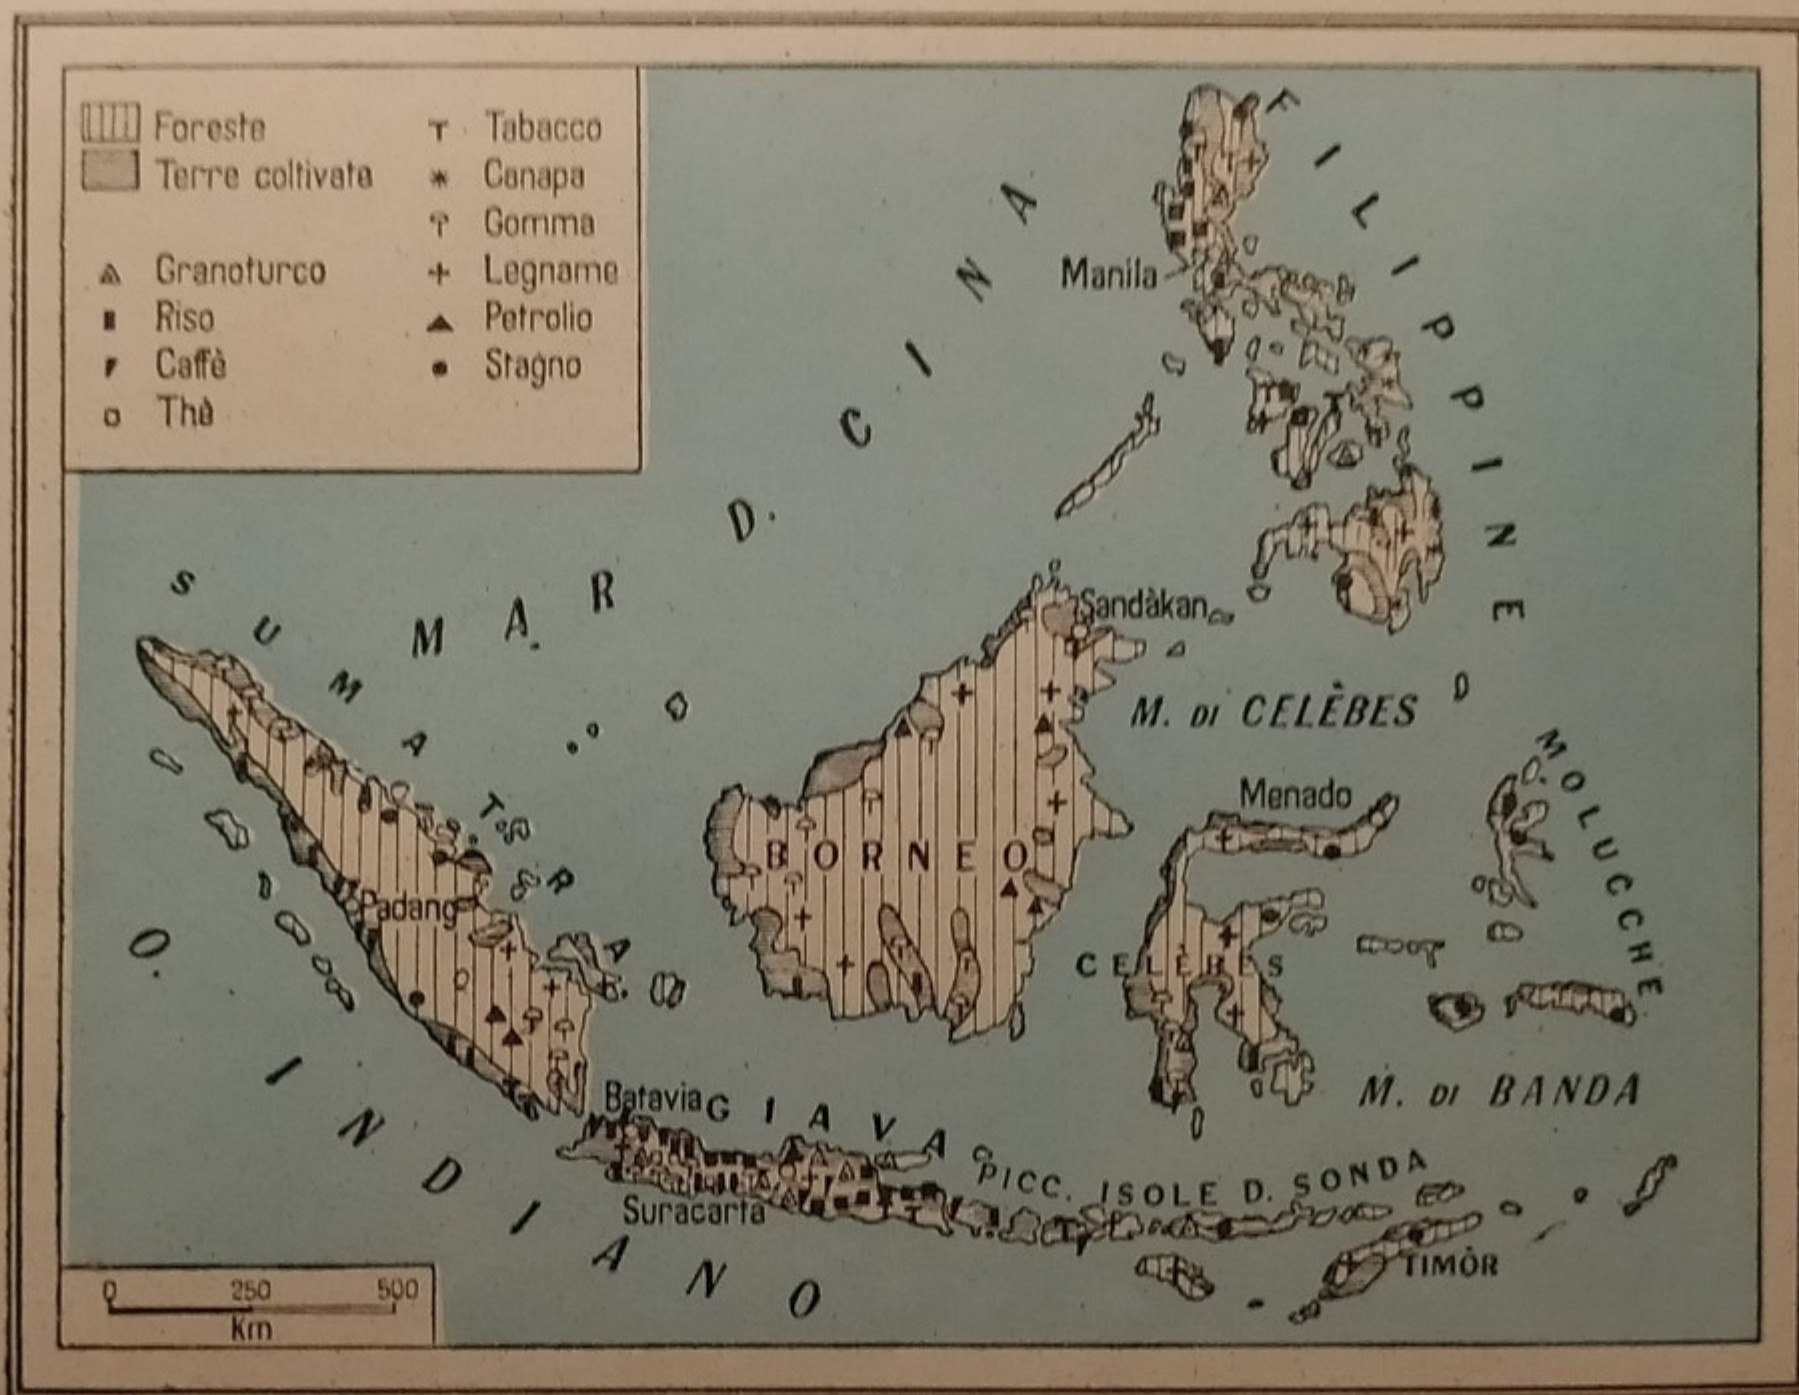 Foreste
Terre coltivate
Granoturco
Riso
Caffè
Thè
Tabacco
Canapa
Gomma
Legname
Petrolio
Stagno
FILIPPINE
Manila
MAR D. CINA
SUMATRA
Sandàkan
M. DI CELÈBES
MOLUCCHE
Menado
BORNEO
Padang
CELÈBES
O. INDIANO
Batavia
GIAVA
M. DI BANDA
PICC. ISOLE D. SONDA
Suracarta
TIMÒR
0 250 500
Km